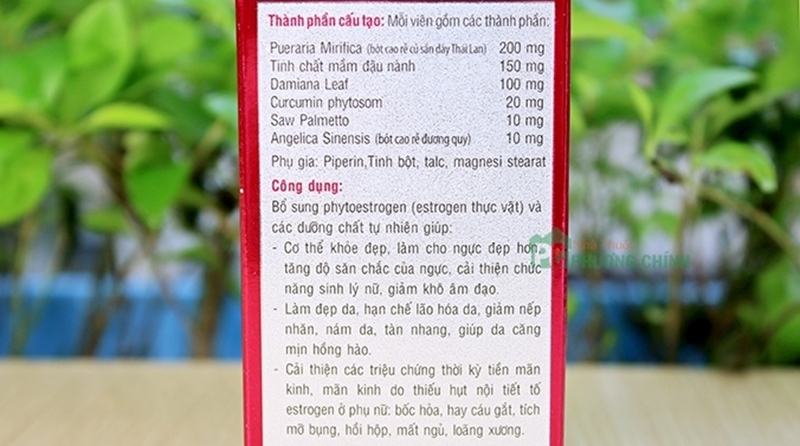 Thành phần cấu tạo: Mỗi viên gồm các thành phần:
Pueraria Mirifica (bột cao rễ củ sắn dây Thái Lan) 200 mg
Tinh chất mầm đậu nành 150 mg
Damiana Leaf 100 mg
Curcumin phytosom 20 mg
Saw Palmetto 10 mg
Angelica Sinensis (bột cao rễ đương quy) 10 mg
Phụ gia: Piperin,Tinh bột, talc, magnesi stearat
Công dụng:
Bổ sung phytoestrogen (estrogen thực vật) và
các dưỡng chất tự nhiên giúp:
- Cơ thể khỏe đẹp, làm cho ngực đẹp hơn,
tăng độ săn chắc của ngực, cải thiện chức
năng sinh lý nữ, giảm khô âm đạo.
- Làm đẹp da, hạn chế lão hóa da, giảm nếp
nhăn, nám da, tàn nhang, giúp da căng
mịn hồng hào.
- Cải thiện các triệu chứng thời kỳ tiền mãn
kinh, mãn kinh do thiếu hụt nội tiết tố
estrogen ở phụ nữ: bốc hỏa, hay cáu gắt, tích
mỡ bụng, hồi hộp, mất ngủ, loãng xương.
Nhà thuốc
PHƯƠNG CHÍNH